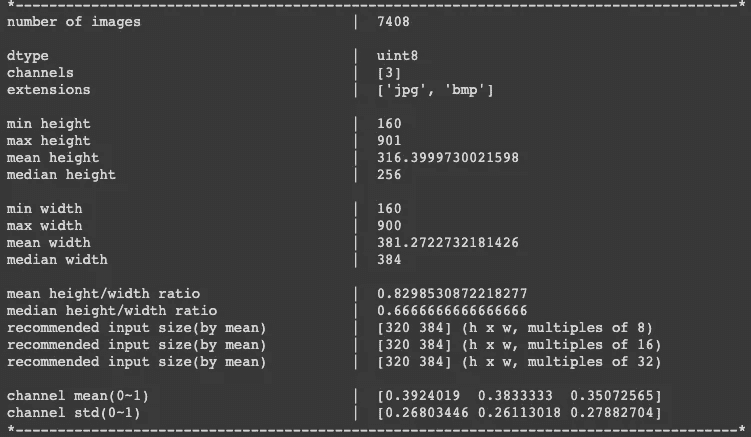 *--------------------------------------------------------------------------------------*
number of images | 7408
dtype | uint8
channels | [3]
extensions | ['jpg', 'bmp']
min height | 160
max height | 901
mean height | 316.3999730021598
median height | 256
min width | 160
max width | 900
mean width | 381.2722732181426
median width | 384
mean height/width ratio | 0.8298530872218277
median height/width ratio | 0.6666666666666666
recommended input size(by mean) | [320 384] (h x w, multiples of 8)
recommended input size(by mean) | [320 384] (h x w, multiples of 16)
recommended input size(by mean) | [320 384] (h x w, multiples of 32)
channel mean(0~1) | [0.3924019 0.3833333 0.35072565]
channel std(0~1) | [0.26803446 0.26113018 0.27882704]
*--------------------------------------------------------------------------------------*